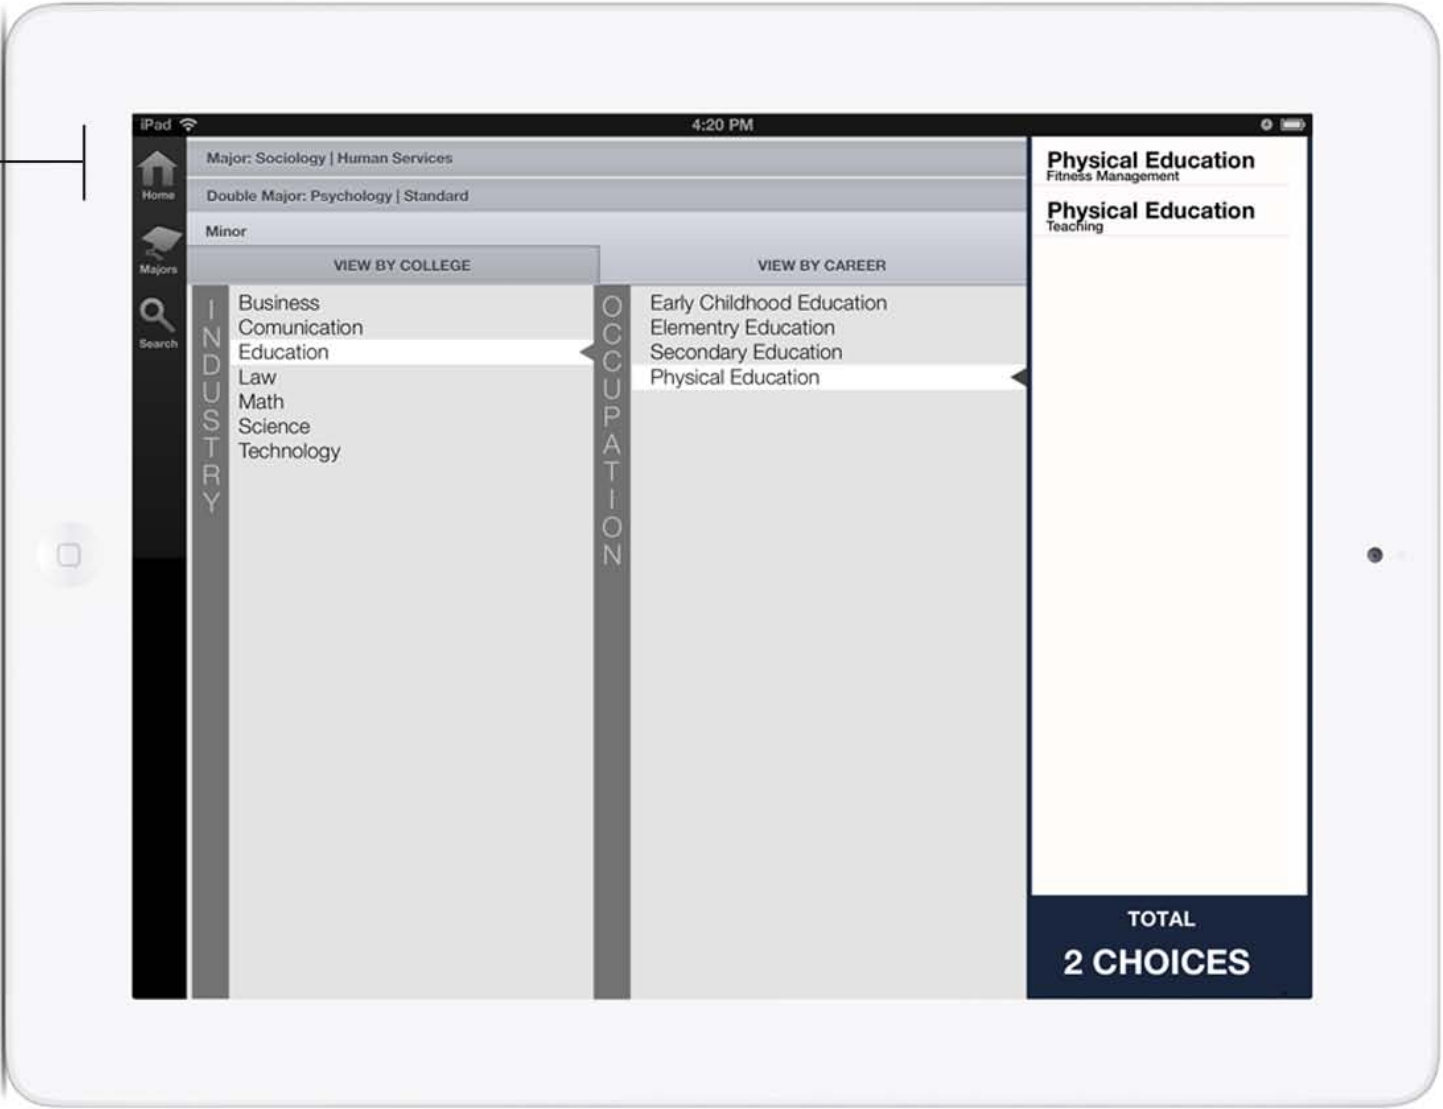 iPad
4:20 PM
Home
Majors
Search
Major: Sociology | Human Services
Double Major: Psychology | Standard
Minor
VIEW BY COLLEGE
VIEW BY CAREER
INDUSTRY
Business
Comunication
Education
Law
Math
Science
Technology
OCCUPATION
Early Childhood Education
Elementry Education
Secondary Education
Physical Education
Physical Education
Fitness Management
Physical Education
Teaching
TOTAL
2 CHOICES